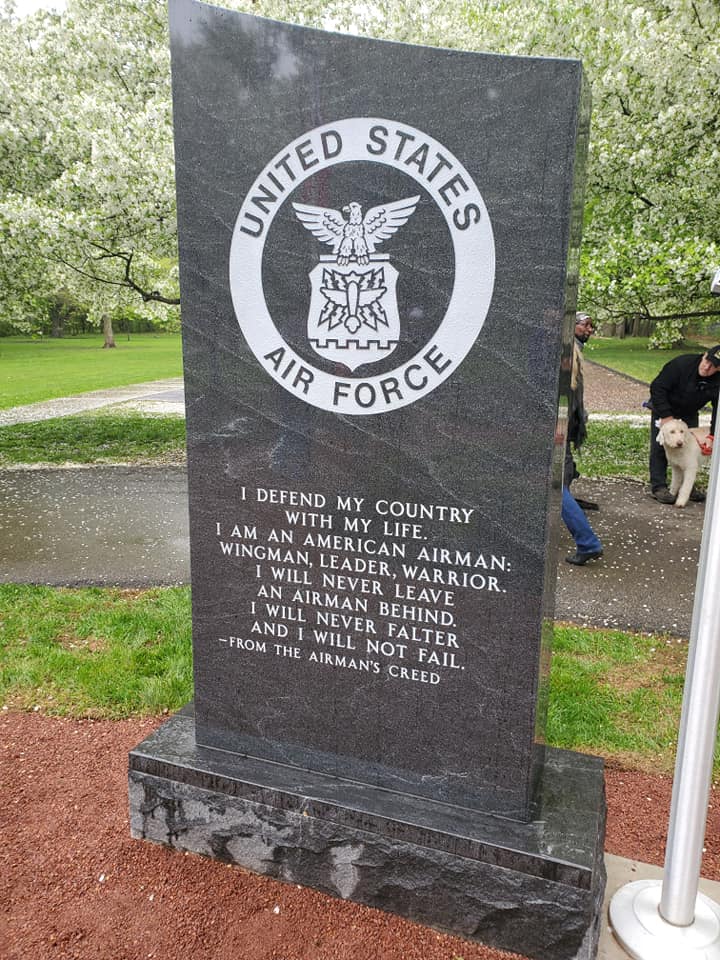 UNITED STATES
AIR FORCE
I DEFEND MY COUNTRY
WITH MY LIFE.
I AM AN AMERICAN AIRMAN:
WINGMAN, LEADER, WARRIOR.
I WILL NEVER LEAVE
AN AIRMAN BEHIND.
I WILL NEVER FALTER
AND I WILL NOT FAIL.
–FROM THE AIRMAN'S CREED